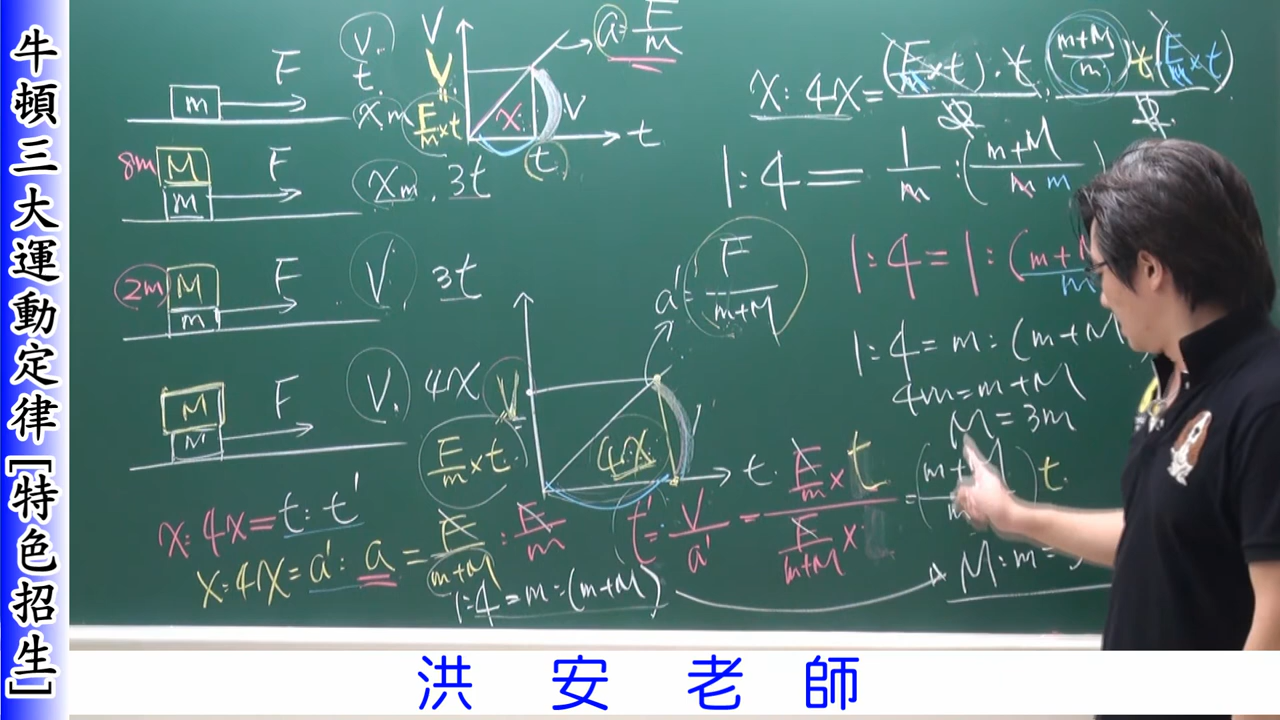 牛頓三大運動定律[特色招生]
m F
V.
t.
Xm
V
V
F/m×t
X
V
t
t.
a=F/m
8m M
m F
Xm. 3t
2m M
m F
V. 3t
M
m F
V. 4X
V
F/m×t
4X
V
t
a'=F/(m+M)
X:4X=t:t'
X:4X=a':a=F/(m+M):F/m
1:4=m:(m+M)
t'=V/a'=
=(
)t
M:m=
X:4X=
1:4=1/m:(m+M)/
1:4=1:(m+
1:4=m:(m+M
4m=m+M
M=3m
洪安老師